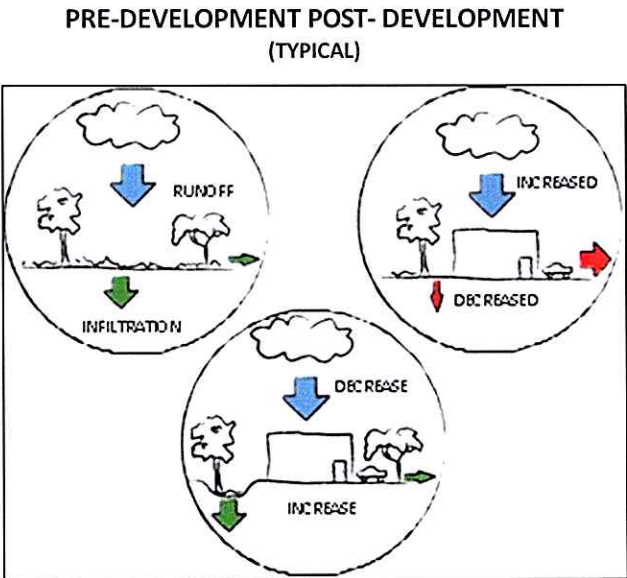 PRE-DEVELOPMENT POST- DEVELOPMENT
(TYPICAL)
RUNOFF
INFILTRATION
INCREASED
DECREASED
DECREASE
INCREASE